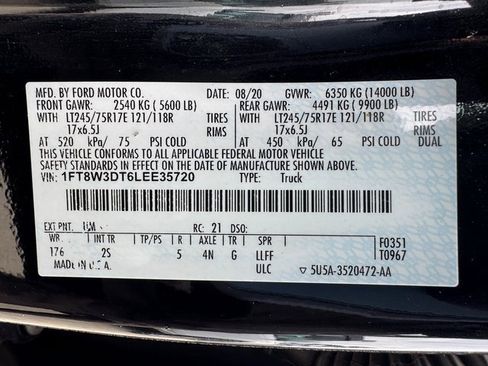 MFD. BY FORD MOTOR CO. 08/20 GVWR: 6350 KG (14000 LB)
FRONT GAWR: 2540 KG (5600 LB) REAR GAWR: 4491 KG (9900 LB)
WITH LT245/75R17E 121/118R TIRES WITH LT245/75R17E 121/118R TIRES
17x6.5J RIMS 17x6.5J RIMS
AT 520 kPa/ 75 PSI COLD AT 450 kPa/ 65 PSI COLD
THIS VEHICLE CONFORMS TO ALL APPLICABLE FEDERAL MOTOR VEHICLE
SAFETY STANDARDS IN EFFECT ON THE DATE OF MANUFACTURE SHOWN ABOVE.
VIN: 1FT8W3DT6LEE35720 TYPE: Truck
EXT PNT: RC: 21 DSO:
WB INT TR TP/PS R AXLE TR SPR F0351
176 2S 5 4N G LLFF T0967
MADE IN U.S.A. ULC ▽ 5U5A-3520472-AA